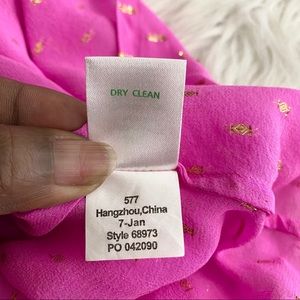 DRY CLEAN
577
Hangzhou,China
7-Jan
Style 68973
PO 042090